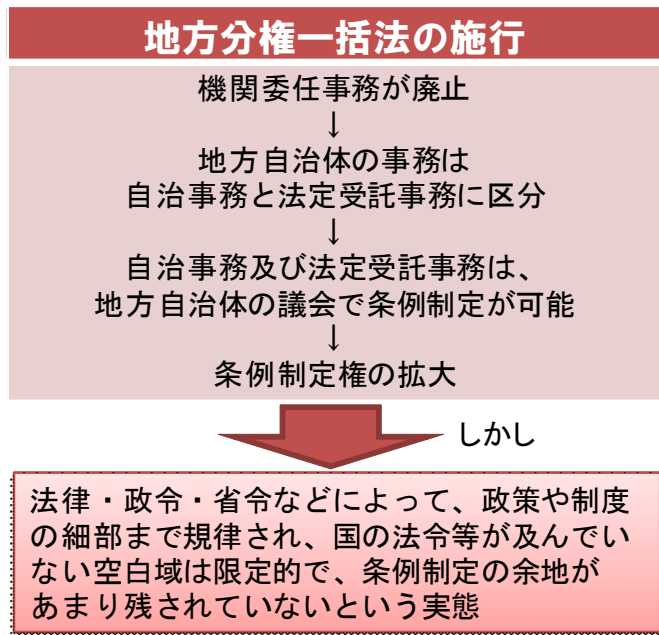 地方分権一括法の施行
機関委任事務が廃止
↓
地方自治体の事務は
自治事務と法定受託事務に区分
↓
自治事務及び法定受託事務は、
地方自治体の議会で条例制定が可能
↓
条例制定権の拡大
しかし
法律・政令・省令などによって、政策や制度
の細部まで規律され、国の法令等が及んでい
ない空白域は限定的で、条例制定の余地が
あまり残されていないという実態